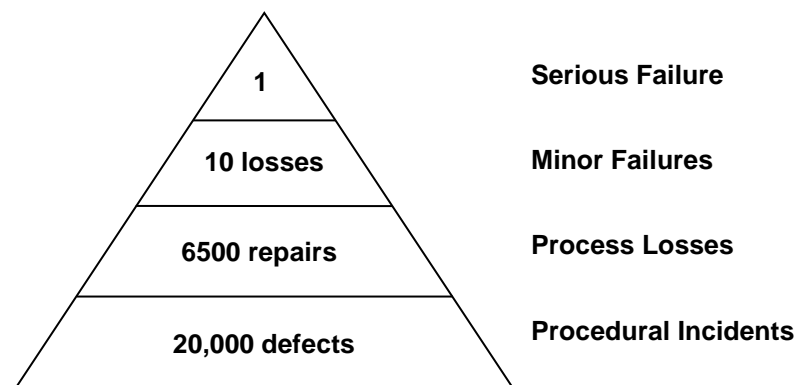 1
Serious Failure
10 losses
Minor Failures
6500 repairs
Process Losses
20,000 defects
Procedural Incidents